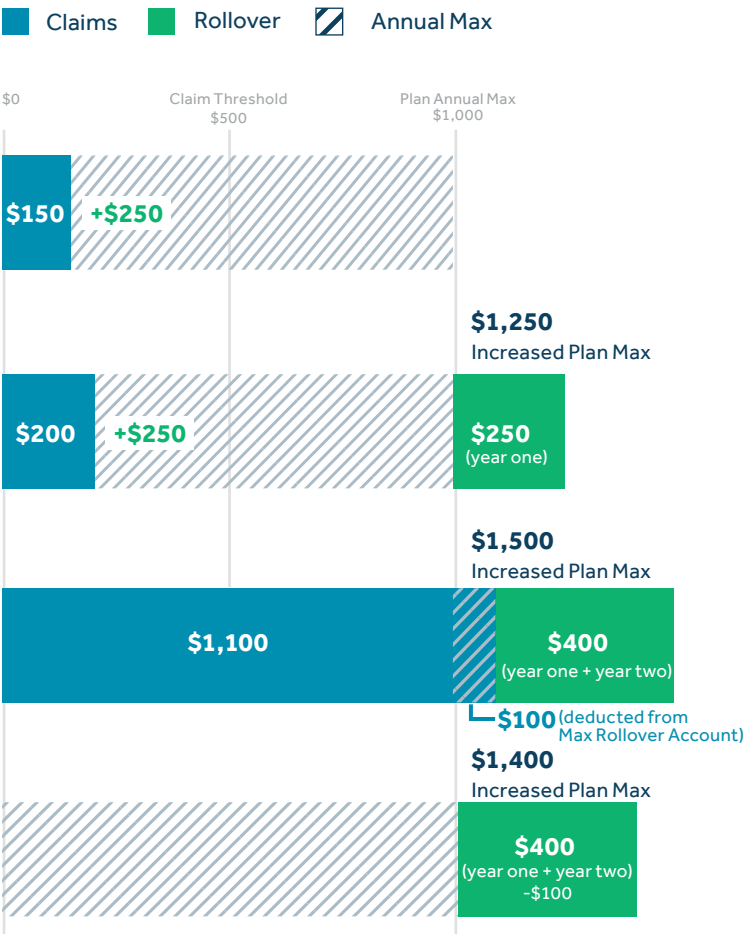 Claims
Rollover
Annual Max
$0
Claim Threshold
$500
Plan Annual Max
$1,000
$150
+$250
$1,250
Increased Plan Max
$200
+$250
$250
(year one)
$1,500
Increased Plan Max
$1,100
$400
(year one + year two)
$100 (deducted from
Max Rollover Account)
$1,400
Increased Plan Max
$400
(year one + year two)
-$100